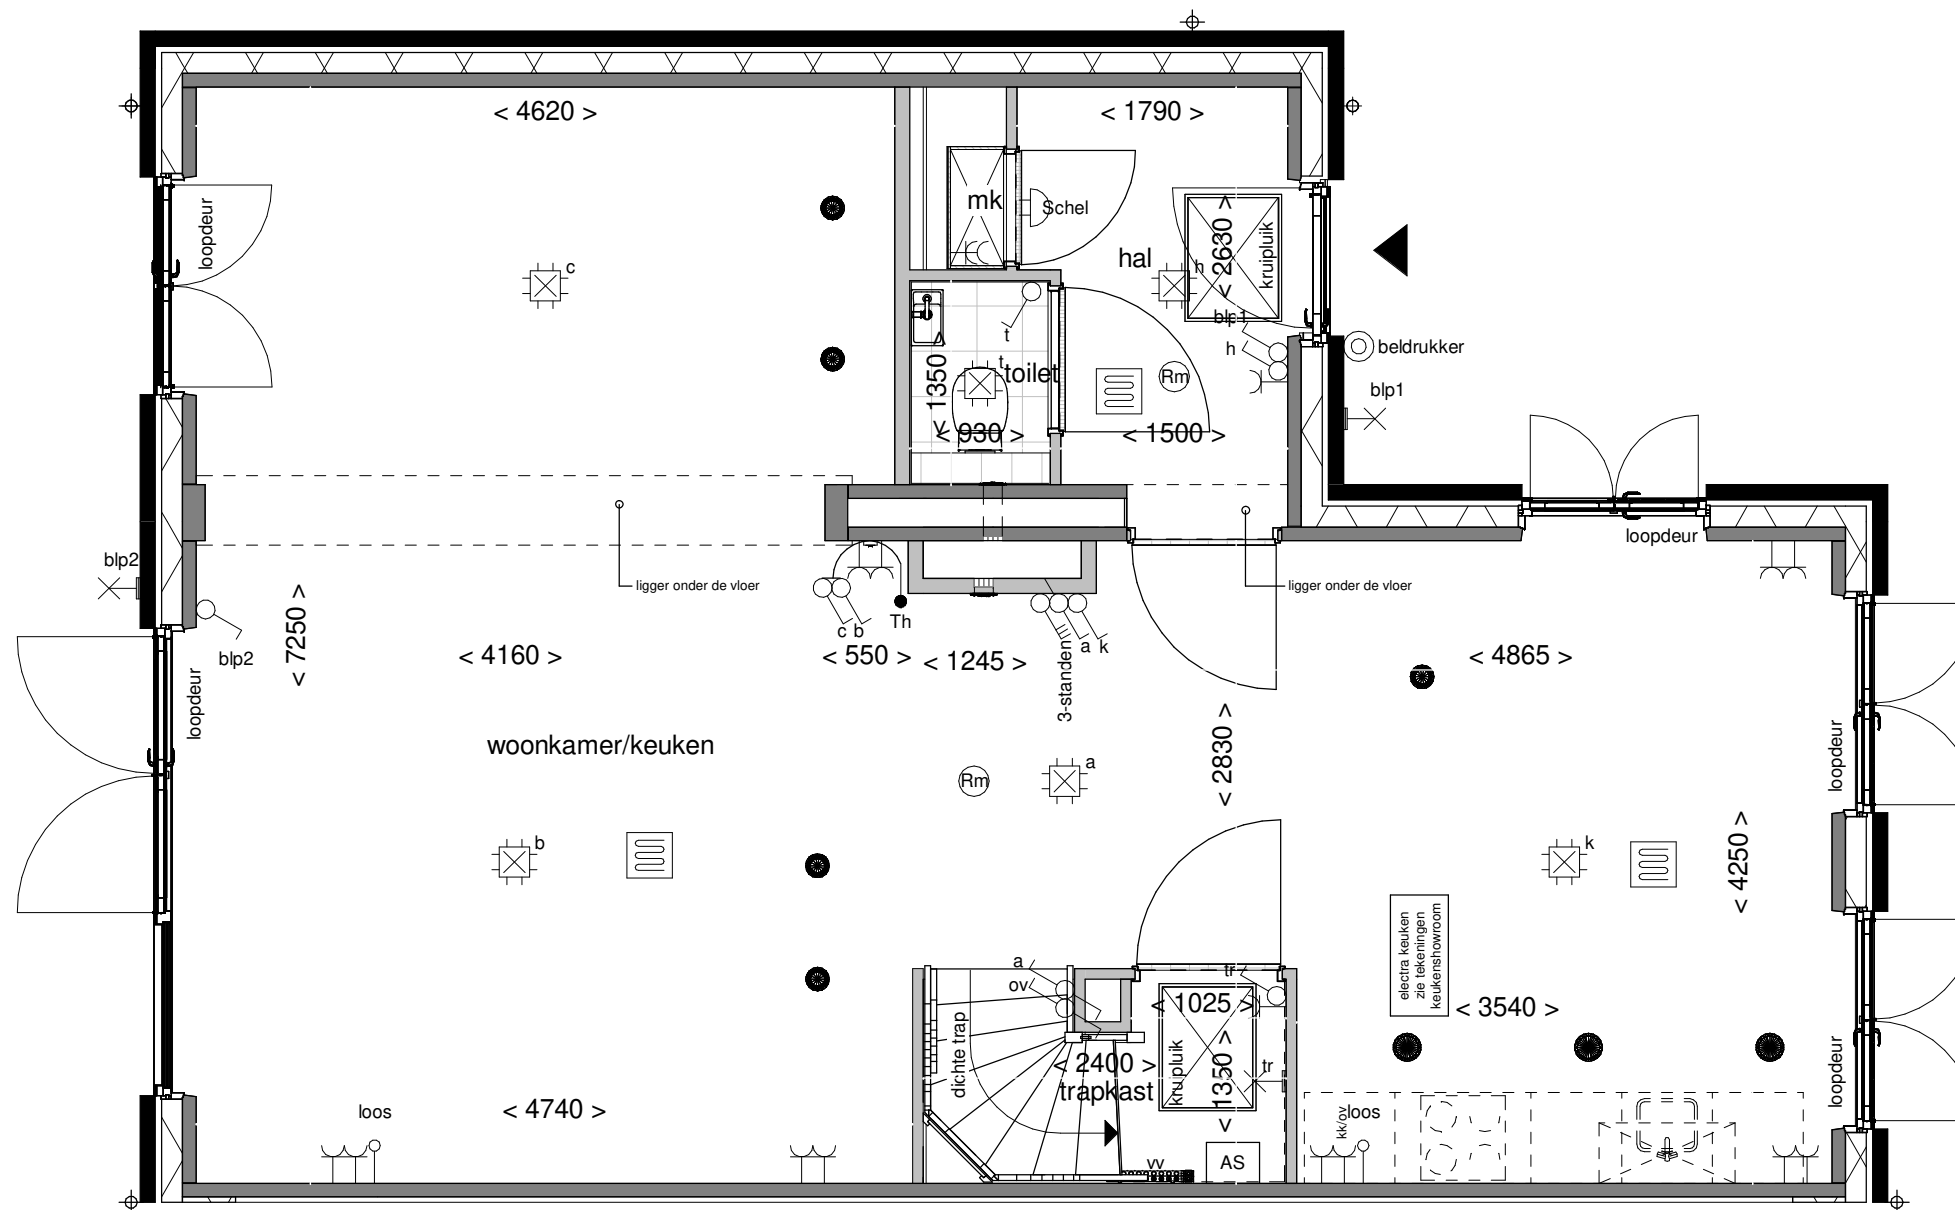 < 4620 >
< 1790 >
loopdeur
mk
Schel
hal
< 2630 >
kruipluik
c
h
t
blp1
h
beldrukker
t
toilet
< 1350 >
Rm
blp1
< 930 >
< 1500 >
loopdeur
blp2
ligger onder de vloer
ligger onder de vloer
Th
c b
a k
3-standen
blp2
loopdeur
< 7250 >
< 4160 >
< 550 >
< 1245 >
< 4865 >
woonkamer/keuken
< 2830 >
loopdeur
Rm
a
b
k
< 4250 >
electra keuken
zie tekeningen
keukenshowroom
a
ov
tr
< 1025 >
< 3540 >
dichte trap
< 2400 >
trapkast
kruipluik
< 1350 >
tr
loopdeur
loos
< 4740 >
kk/ov
loos
vv
AS